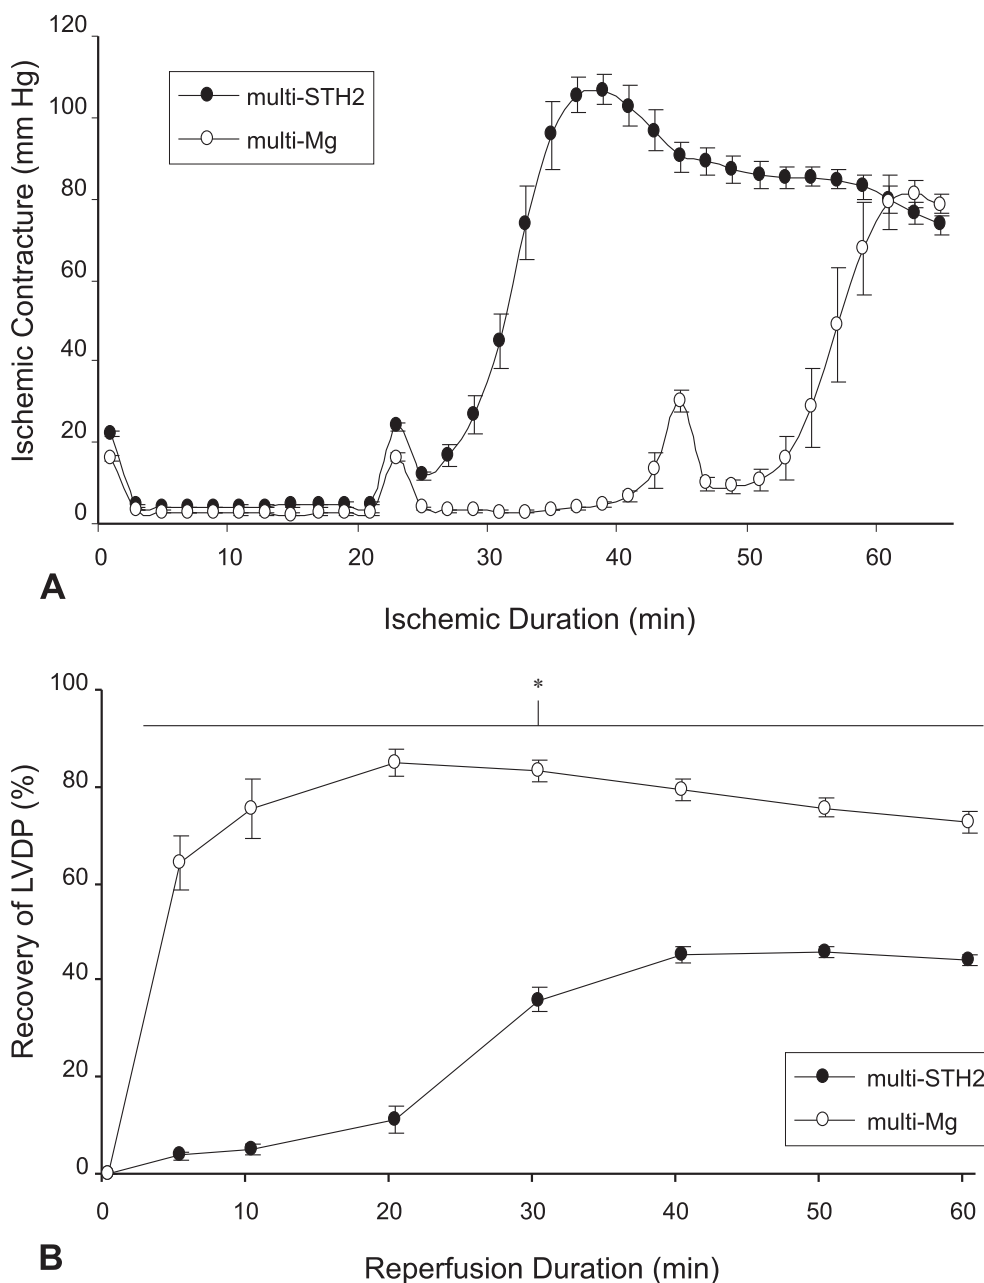 120
100
80
60
40
20
0
Ischemic Contracture (mm Hg)
multi-STH2
multi-Mg
0 10 20 30 40 50 60
A
Ischemic Duration (min)
100
80
60
40
20
0
Recovery of LVDP (%)
*
multi-STH2
multi-Mg
0 10 20 30 40 50 60
B
Reperfusion Duration (min)